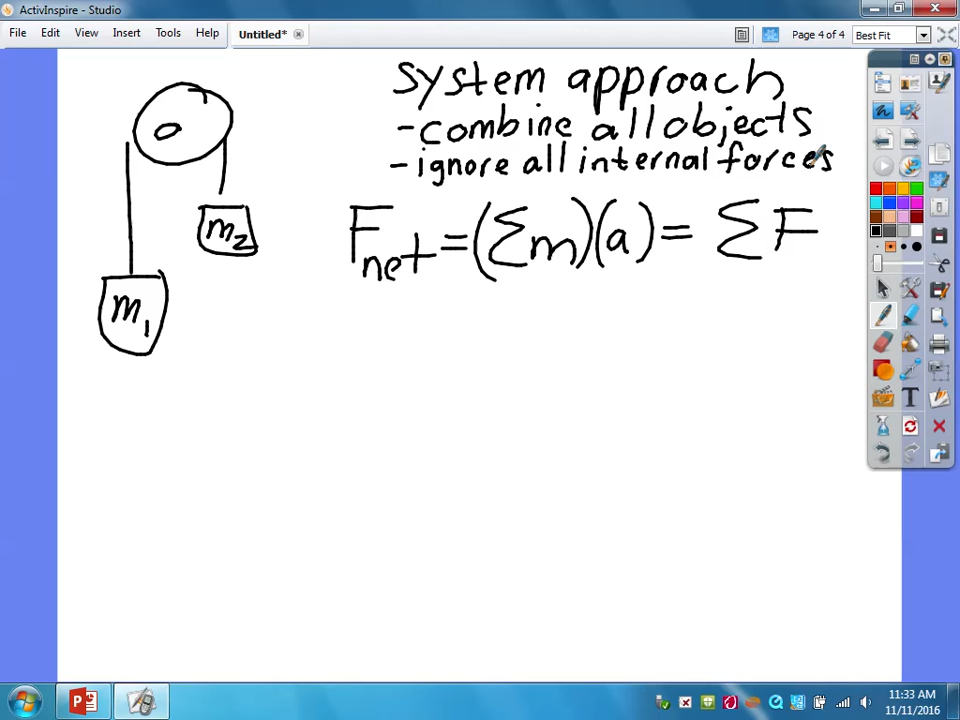 ActivInspire - Studio
File Edit View Insert Tools Help Untitled* Page 4 of 4 Best Fit
system approach
-combine all objects
-ignore all internal forces
Fnet=(Σm)(a)=ΣF
m2
m1
T
11:33 AM
11/11/2016